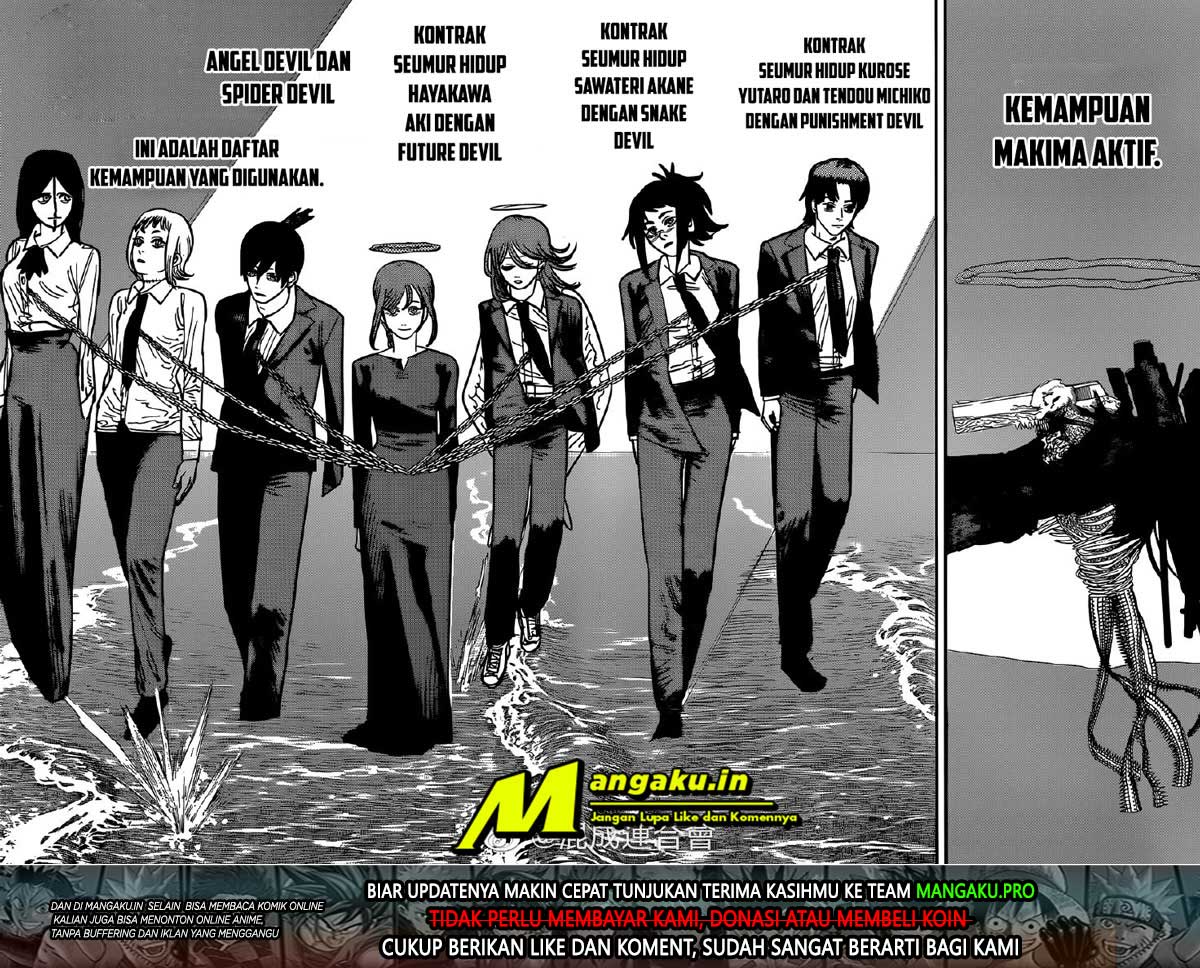 KEMAMPUAN
MAKIMA AKTIF.
KONTRAK
SEUMUR HIDUP KUROSE
YUTARO DAN TENDOU MICHIKO
DENGAN PUNISHMENT DEVIL
KONTRAK
SEUMUR HIDUP
SAWATERI AKANE
DENGAN SNAKE
DEVIL
KONTRAK
SEUMUR HIDUP
HAYAKAWA
AKI DENGAN
FUTURE DEVIL
ANGEL DEVIL DAN
SPIDER DEVIL
INI ADALAH DAFTAR
KEMAMPUAN YANG DIGUNAKAN.
Mangaku.in
Jangan Lupa Like dan Komennya
混成連合會
DAN DI MANGAKU.IN SELAIN BISA MEMBACA KOMIK ONLINE
KALIAN JUGA BISA MENONTON ONLINE ANIME,
TANPA BUFFERING DAN IKLAN YANG MENGGANGU
BIAR UPDATENYA MAKIN CEPAT TUNJUKAN TERIMA KASIHMU KE TEAM MANGAKU.PRO
TIDAK PERLU MEMBAYAR KAMI, DONASI ATAU MEMBELI KOIN
CUKUP BERIKAN LIKE DAN KOMENT, SUDAH SANGAT BERARTI BAGI KAMI